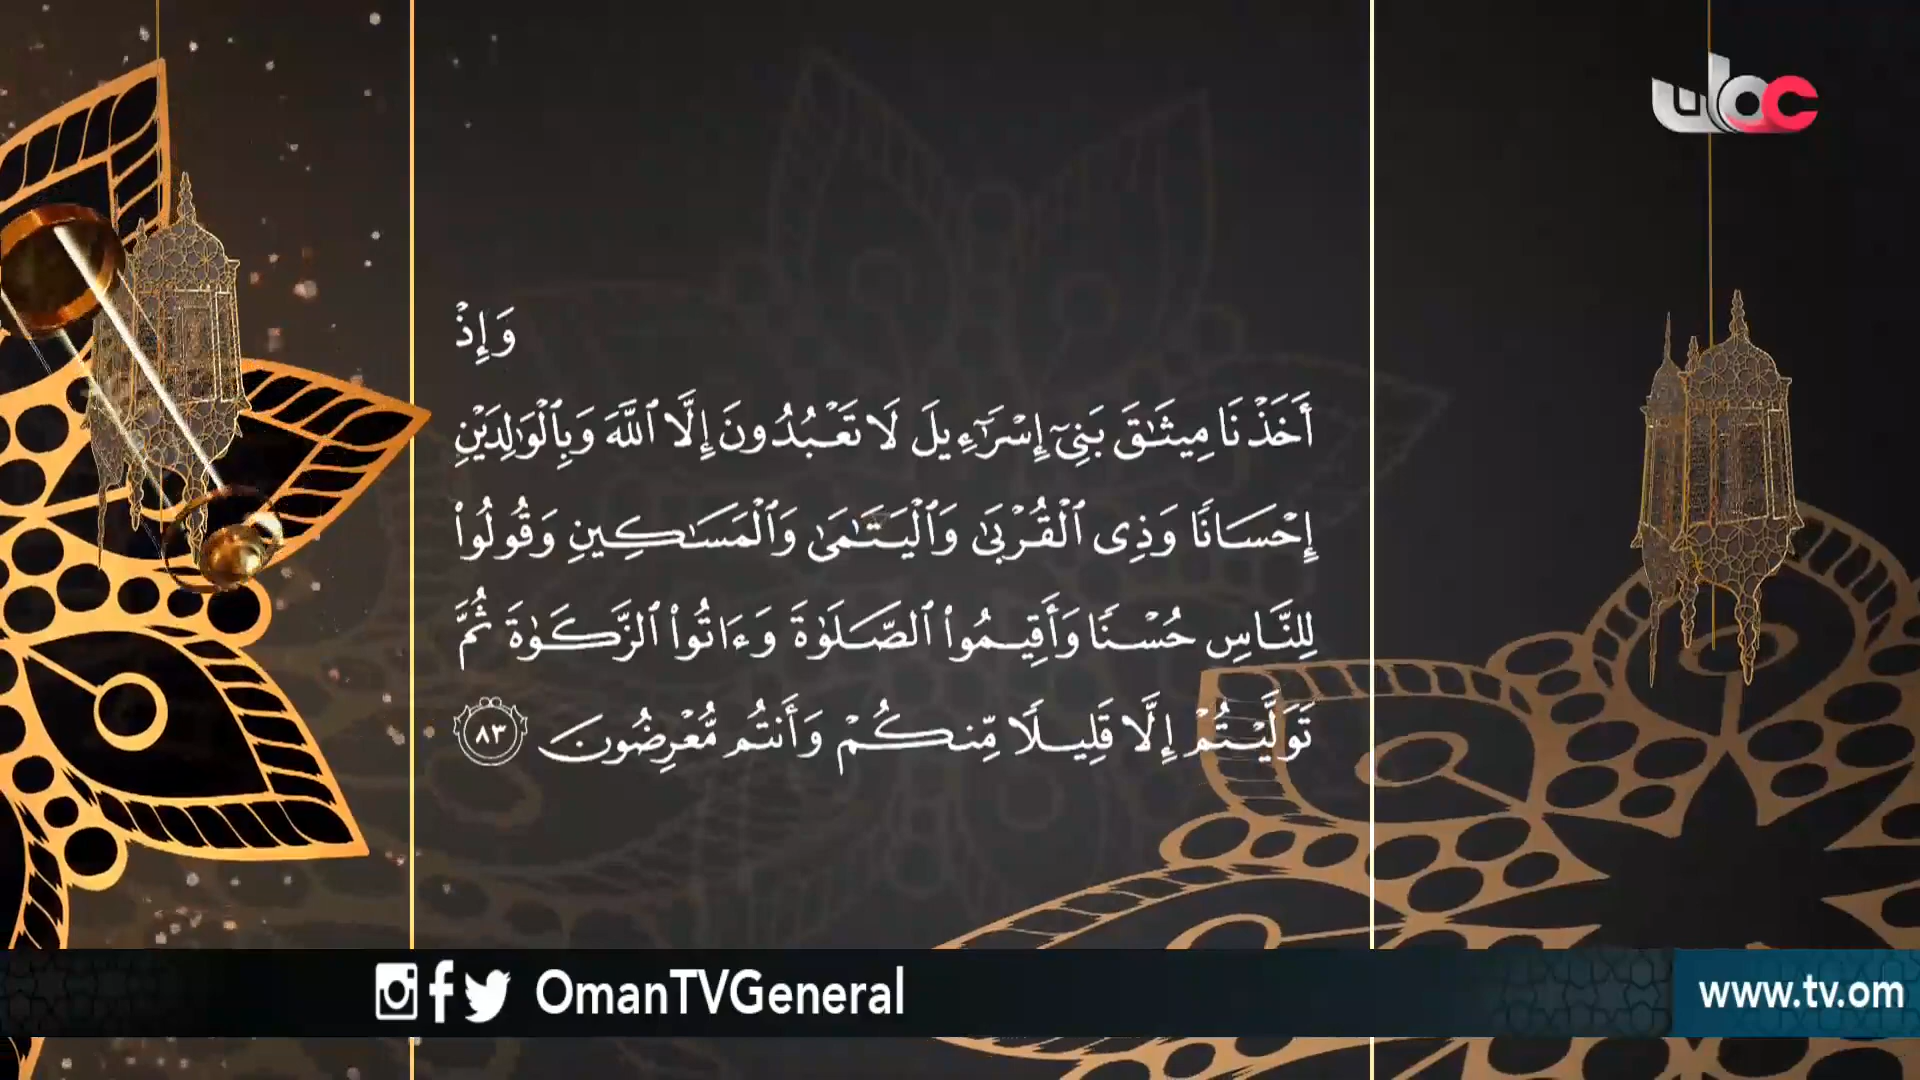 عمان
وَإِذْ
أَخَذْنَا مِيثَٰقَ بَنِىٓ إِسْرَٰٓءِيلَ لَا تَعْبُدُونَ إِلَّا ٱللَّهَ وَبِٱلْوَٰلِدَيْنِ
إِحْسَانًا وَذِى ٱلْقُرْبَىٰ وَٱلْيَتَٰمَىٰ وَٱلْمَسَٰكِينِ وَقُولُوا۟
لِلنَّاسِ حُسْنًا وَأَقِيمُوا۟ ٱلصَّلَوٰةَ وَءَاتُوا۟ ٱلزَّكَوٰةَ ثُمَّ
تَوَلَّيْتُمْ إِلَّا قَلِيلًا مِّنكُمْ وَأَنتُم مُّعْرِضُونَ ٨٣
OmanTVGeneral
www.tv.om